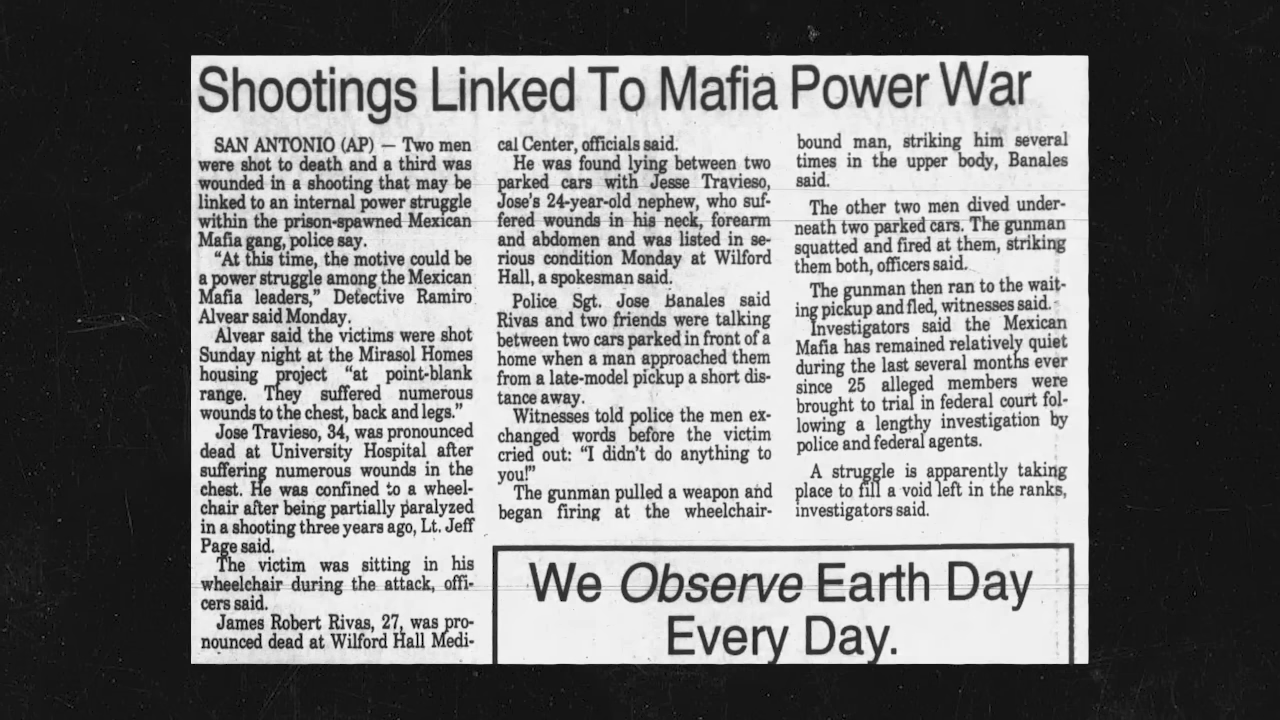 Shootings Linked To Mafia Power War
SAN ANTONIO (AP) — Two men
were shot to death and a third was
wounded in a shooting that may be
linked to an internal power struggle
within the prison-spawned Mexican
Mafia gang, police say.
“At this time, the motive could be
a power struggle among the Mexican
Mafia leaders,” Detective Ramiro
Alvear said Monday.
Alvear said the victims were shot
Sunday night at the Mirasol Homes
housing project “at point-blank
range. They suffered numerous
wounds to the chest, back and legs.”
Jose Travieso, 34, was pronounced
dead at University Hospital after
suffering numerous wounds in the
chest. He was confined to a wheel-
chair after being partially paralyzed
in a shooting three years ago, Lt. Jeff
Page said.
The victim was sitting in his
wheelchair during the attack, offi-
cers said.
James Robert Rivas, 27, was pro-
nounced dead at Wilford Hall Medi-
cal Center, officials said.
He was found lying between two
parked cars with Jesse Travieso,
Jose’s 24-year-old nephew, who suf-
fered wounds in his neck, forearm
and abdomen and was listed in se-
rious condition Monday at Wilford
Hall, a spokesman said.
Police Sgt. Jose Banales said
Rivas and two friends were talking
between two cars parked in front of a
home when a man approached them
from a late-model pickup a short dis-
tance away.
Witnesses told police the men ex-
changed words before the victim
cried out: “I didn’t do anything to
you!”
The gunman pulled a weapon and
began firing at the wheelchair-
bound man, striking him several
times in the upper body, Banales
said.
The other two men dived under-
neath two parked cars. The gunman
squatted and fired at them, striking
them both, officers said.
The gunman then ran to the wait-
ing pickup and fled, witnesses said.
Investigators said the Mexican
Mafia has remained relatively quiet
during the last several months ever
since 25 alleged members were
brought to trial in federal court fol-
lowing a lengthy investigation by
police and federal agents.
A struggle is apparently taking
place to fill a void left in the ranks,
investigators said.
We Observe Earth Day
Every Day.